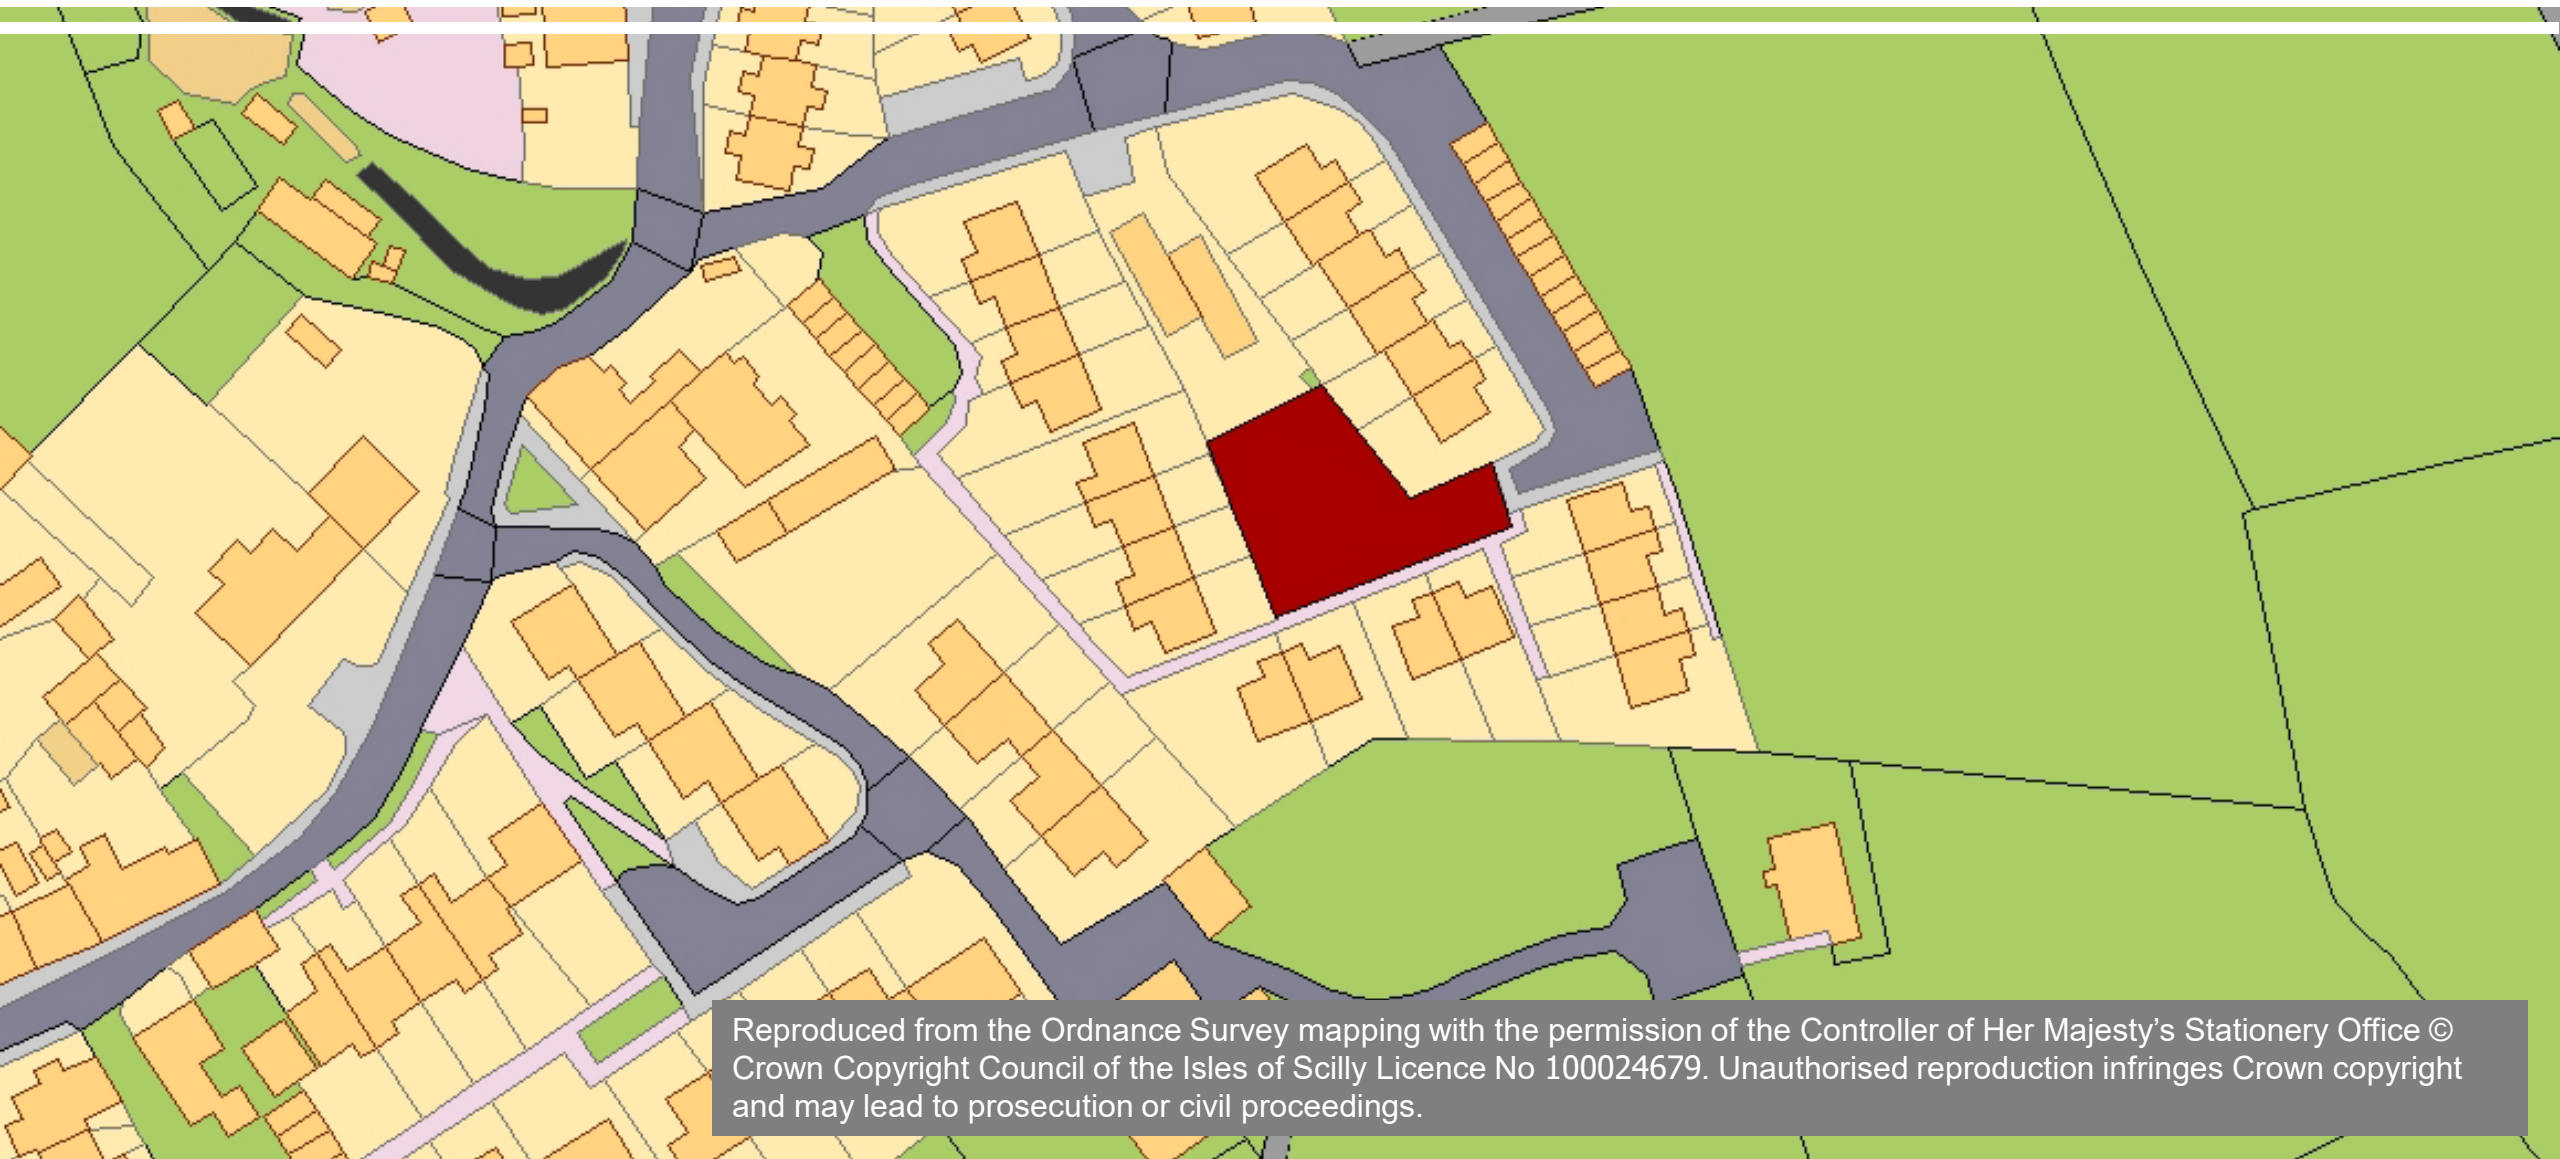 Reproduced from the Ordnance Survey mapping with the permission of the Controller of Her Majesty’s Stationery Office ©
Crown Copyright Council of the Isles of Scilly Licence No 100024679. Unauthorised reproduction infringes Crown copyright
and may lead to prosecution or civil proceedings.